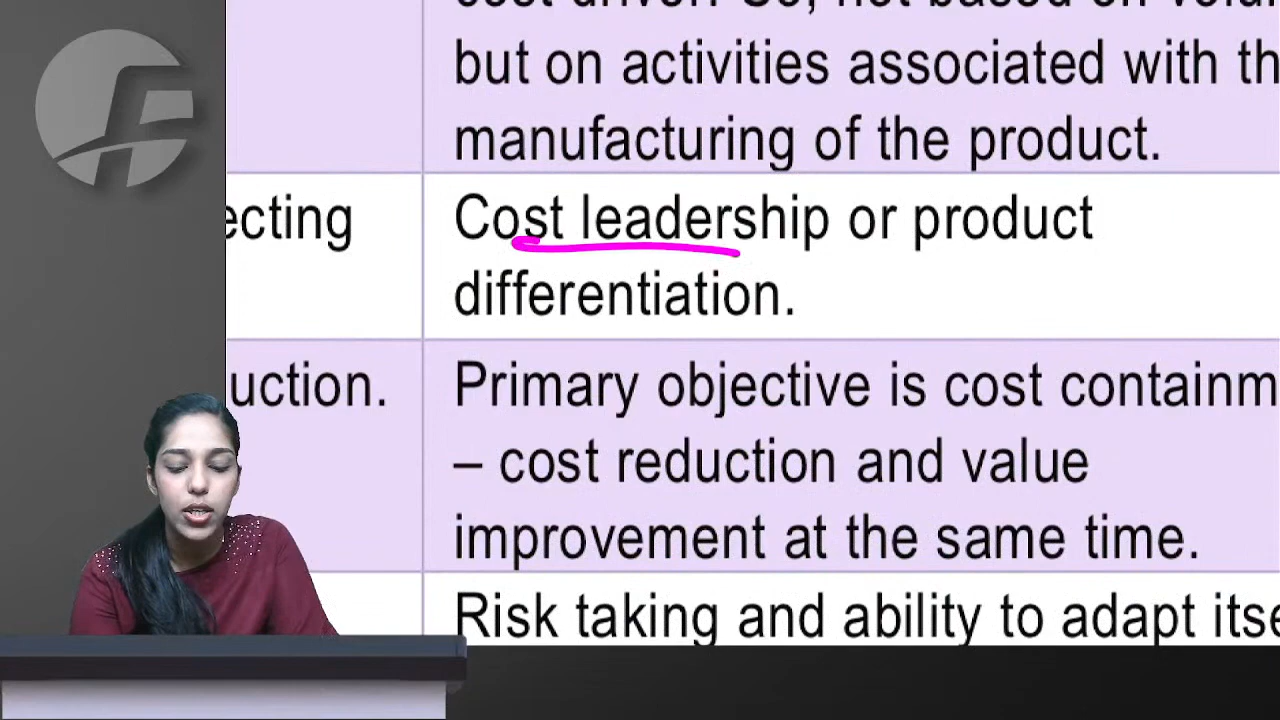 but on activities associated with th
manufacturing of the product.
ecting
Cost leadership or product
differentiation.
uction.
Primary objective is cost containm
– cost reduction and value
improvement at the same time.
Risk taking and ability to adapt itse